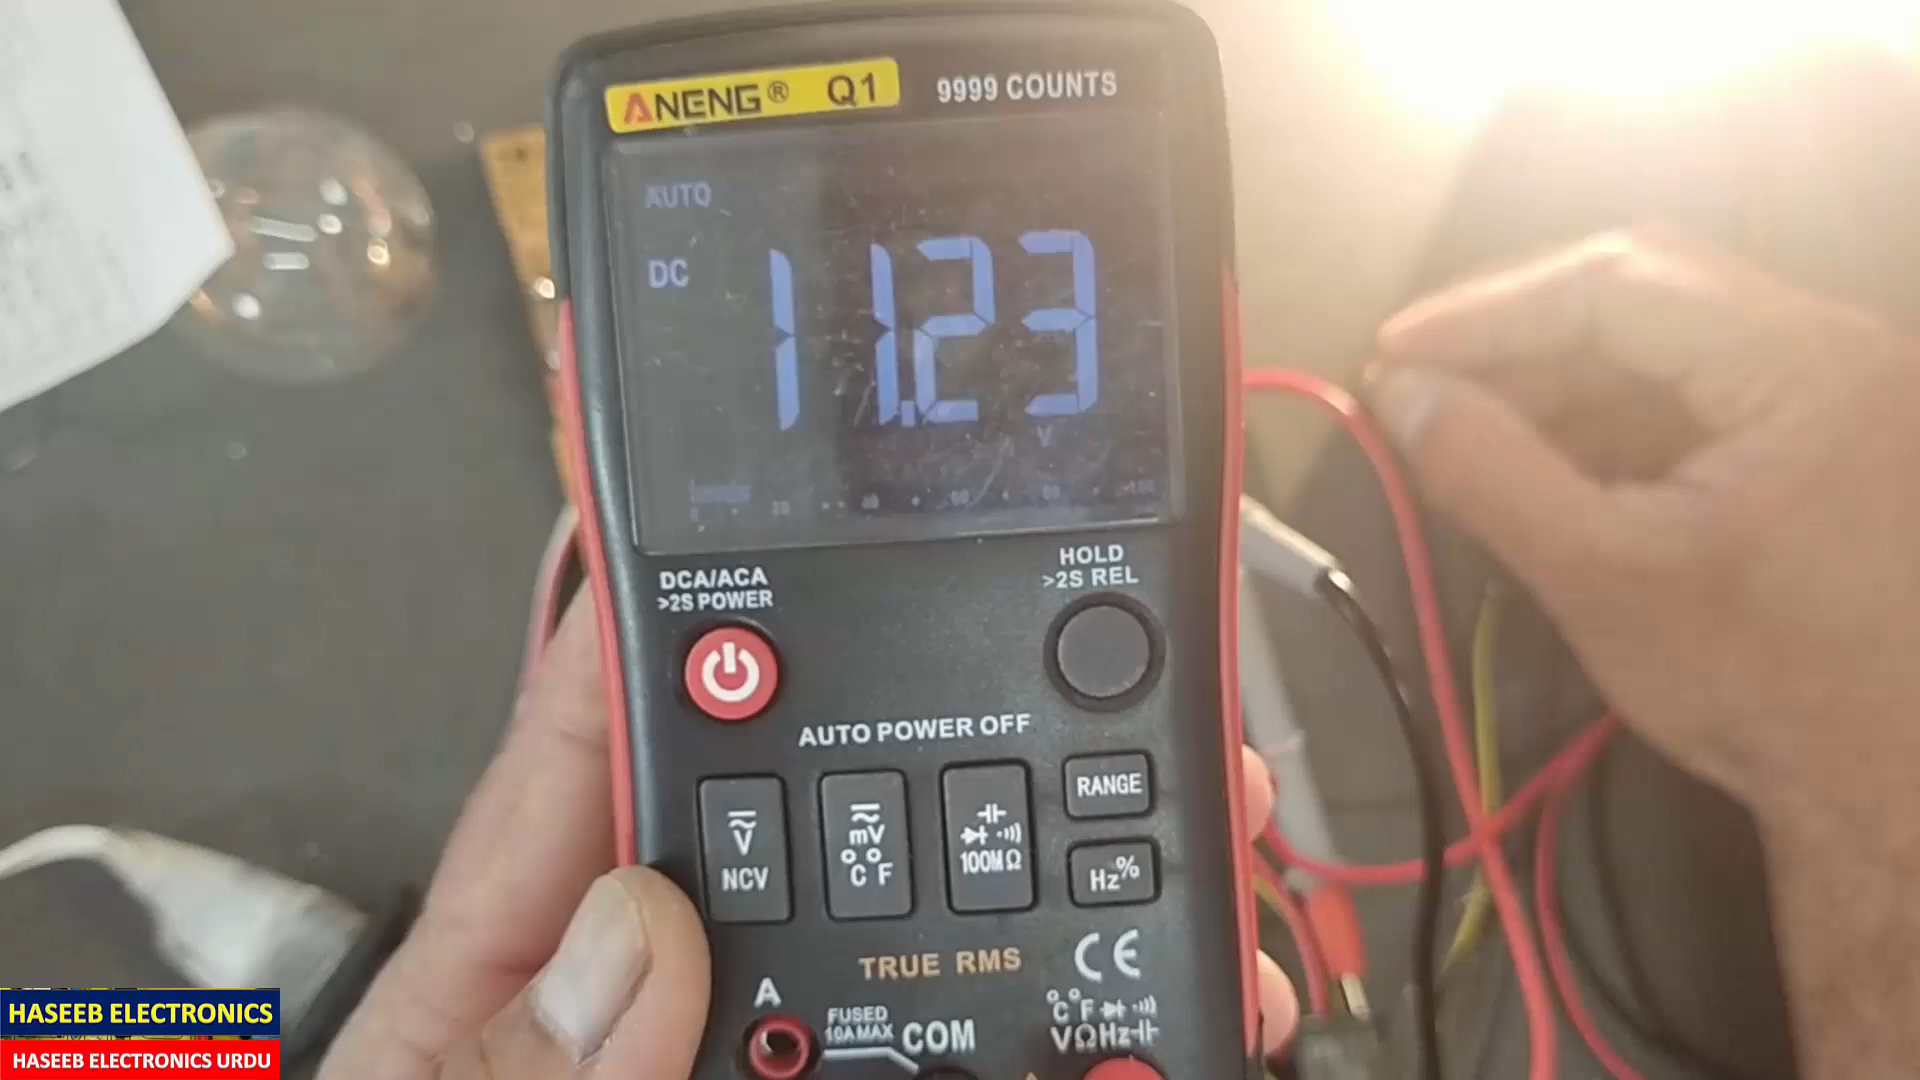 ANENG® Q1 9999 COUNTS
AUTO
DC 11.23
V
DCA/ACA
>2S POWER
HOLD
>2S REL
AUTO POWER OFF
V
NCV
mV
°C °F
100MΩ
RANGE
Hz%
TRUE RMS
CE
A
FUSED
10A MAX
COM
°C°F
VΩHz
HASEEB ELECTRONICS
HASEEB ELECTRONICS URDU